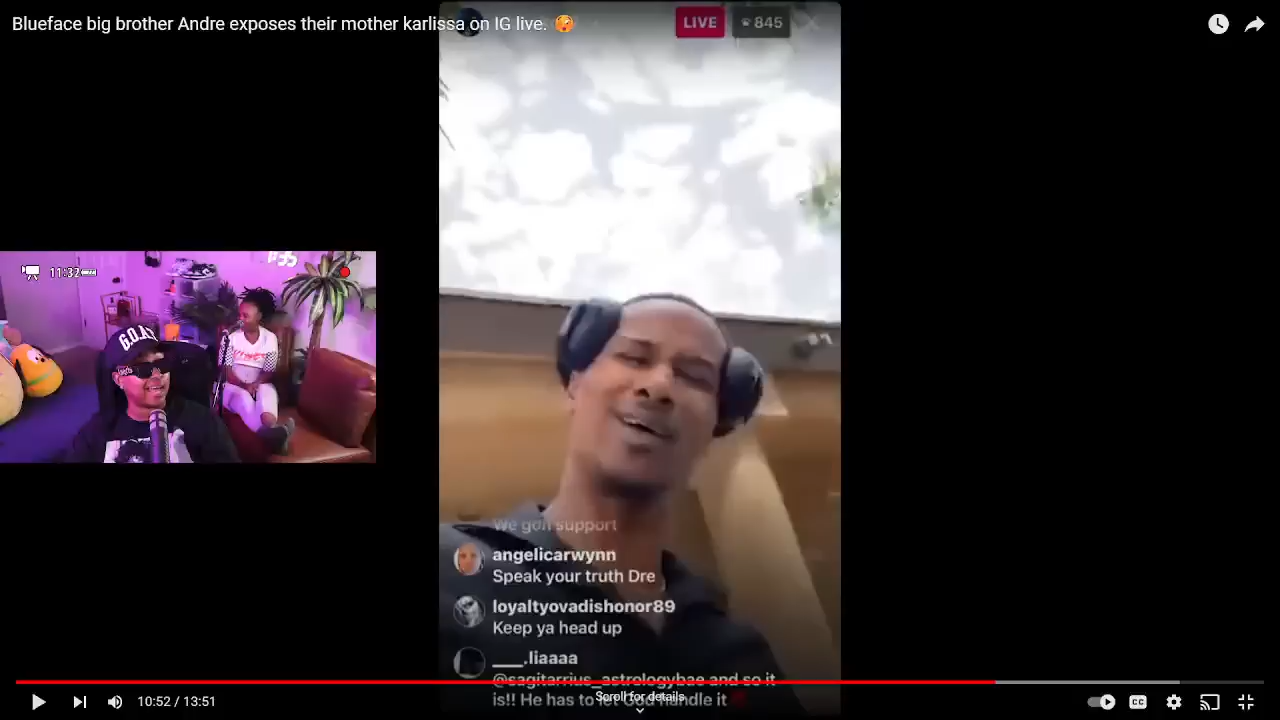 Blueface big brother Andre exposes their mother karlissa on IG live. 🫣
LIVE
845
11:32
G.O.A.T
We gon support
angelicarwynn
Speak your truth Dre
loyaltyovadishonor89
Keep ya head up
___.liaaaa
@sagitarrius_astrologybae and so it
is!! He has to let God handle it
Scroll for details
10:52 / 13:51
CC